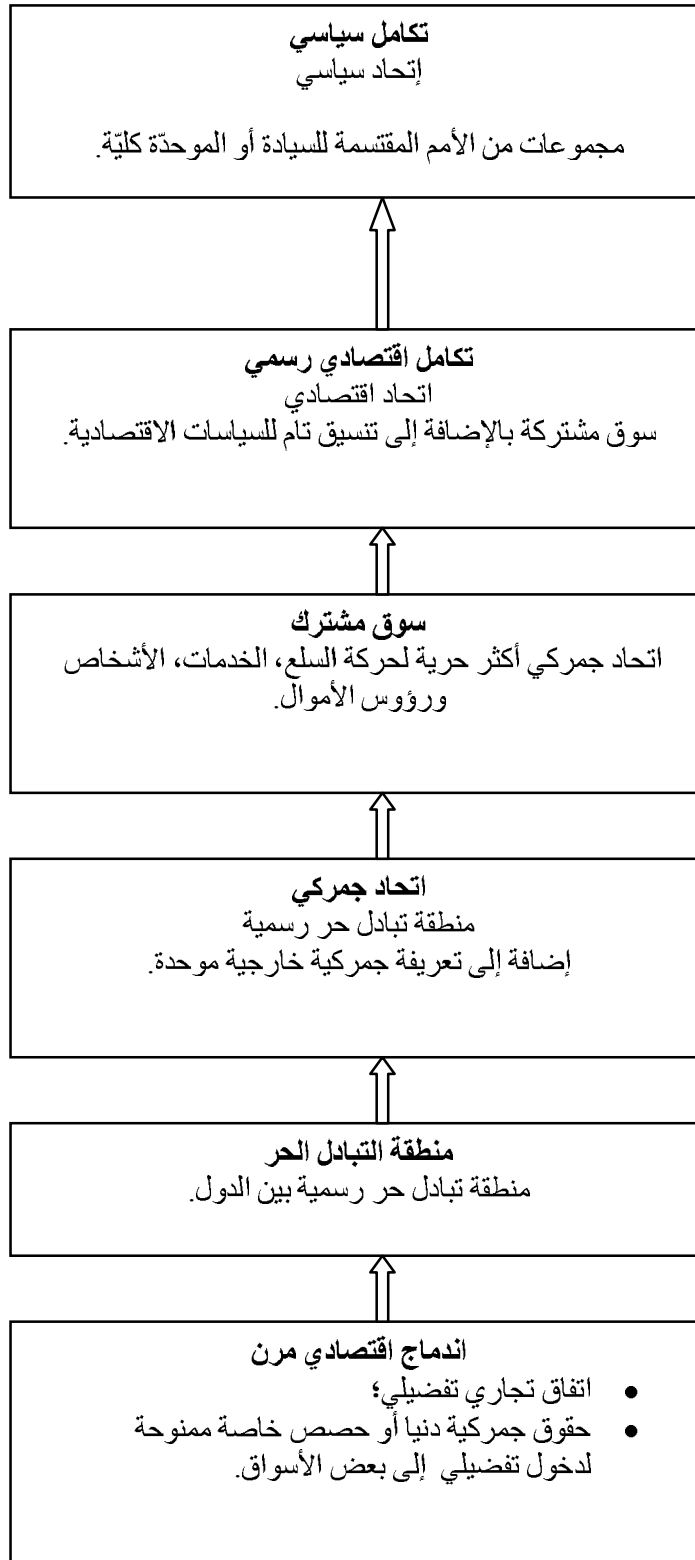 تكامل سياسي
إتحاد سياسي
مجموعات من الأمم المقتسمة للسيادة أو الموحدّة كليّة.
تكامل اقتصادي رسمي
اتحاد اقتصادي
سوق مشتركة بالإضافة إلى تنسيق تام للسياسات الاقتصادية.
سوق مشترك
اتحاد جمركي أكثر حرية لحركة السلع، الخدمات، الأشخاص
ورؤوس الأموال.
اتحاد جمركي
منطقة تبادل حر رسمية
إضافة إلى تعريفة جمركية خارجية موحدة.
منطقة التبادل الحر
منطقة تبادل حر رسمية بين الدول.
اندماج اقتصادي مرن
• اتفاق تجاري تفضيلي؛
• حقوق جمركية دنيا أو حصص خاصة ممنوحة
لدخول تفضيلي إلى بعض الأسواق.